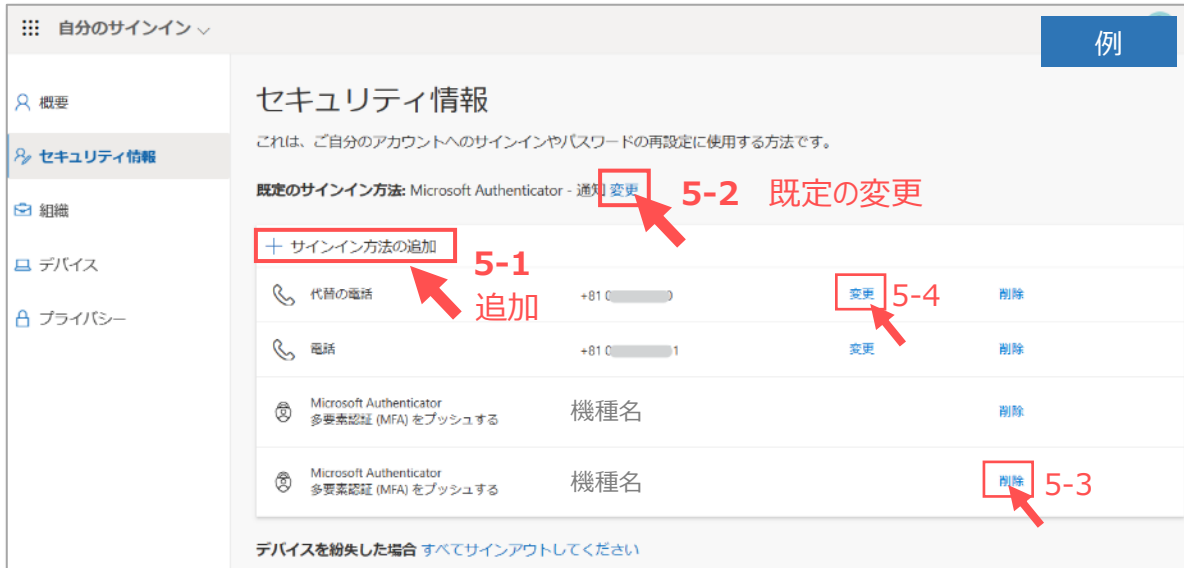 自分のサインイン
例
概要
セキュリティ情報
組織
デバイス
プライバシー
セキュリティ情報
これは、ご自分のアカウントへのサインインやパスワードの再設定に使用する方法です。
既定のサインイン方法: Microsoft Authenticator - 通知 変更
5-2 既定の変更
+ サインイン方法の追加
5-1
追加
代替の電話 +81 0 0 変更 削除
5-4
電話 +81 0 1 変更 削除
Microsoft Authenticator
多要素認証 (MFA) をプッシュする 機種名 削除
Microsoft Authenticator
多要素認証 (MFA) をプッシュする 機種名 削除
5-3
デバイスを紛失した場合 すべてサインアウトしてください